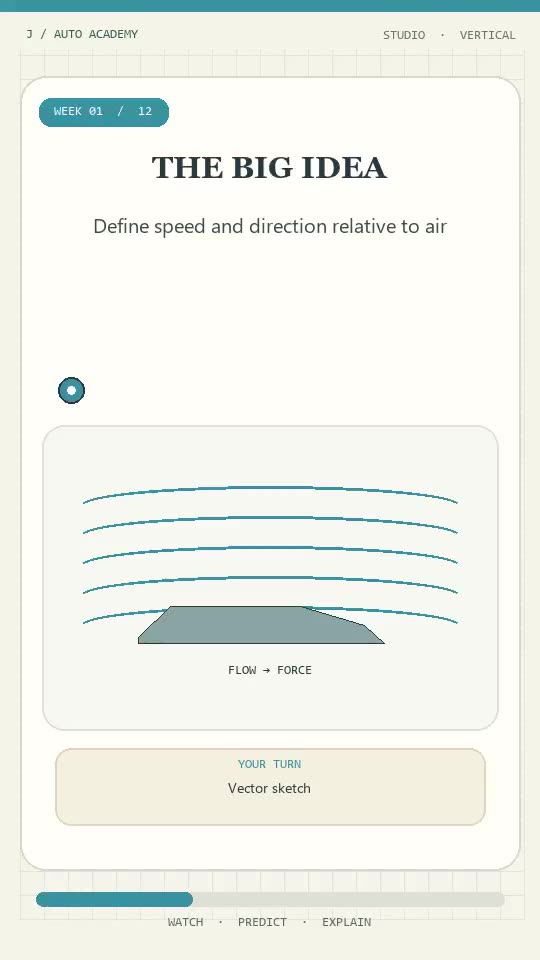 J / AUTO ACADEMY
STUDIO · VERTICAL
WEEK 01 / 12
THE BIG IDEA
Define speed and direction relative to air
FLOW → FORCE
YOUR TURN
Vector sketch
WATCH · PREDICT · EXPLAIN